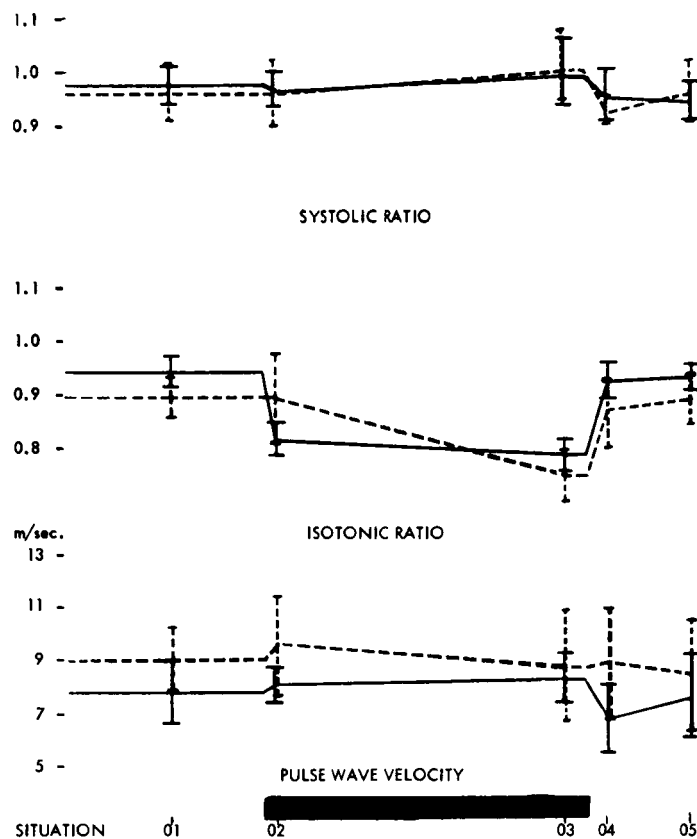 1.1
1.0
0.9
SYSTOLIC RATIO
1.1
1.0
0.9
0.8
m/sec.
ISOTONIC RATIO
13
11
9
7
5
PULSE WAVE VELOCITY
SITUATION 01 02 03 04 05